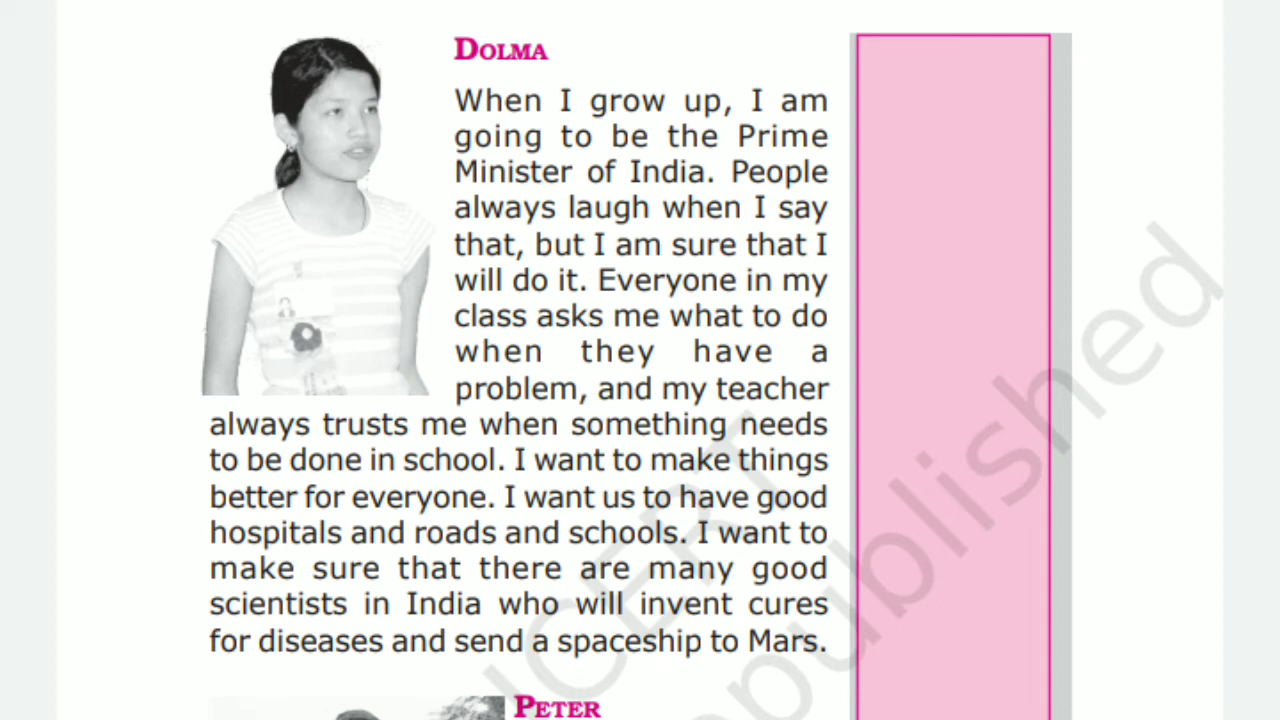 DOLMA
When I grow up, I am
going to be the Prime
Minister of India. People
always laugh when I say
that, but I am sure that I
will do it. Everyone in my
class asks me what to do
when they have a
problem, and my teacher
always trusts me when something needs
to be done in school. I want to make things
better for everyone. I want us to have good
hospitals and roads and schools. I want to
make sure that there are many good
scientists in India who will invent cures
for diseases and send a spaceship to Mars.
PETER
NCERT
published